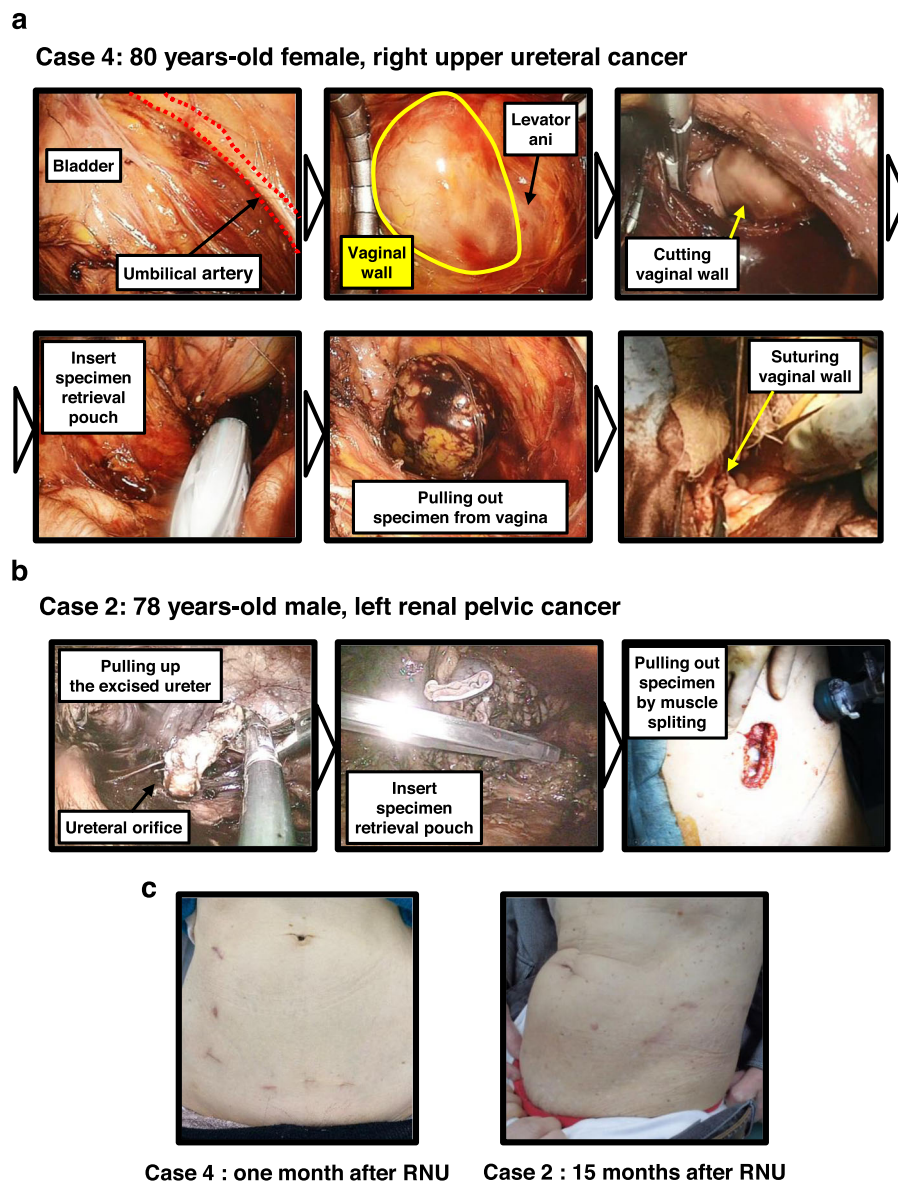 a
Case 4: 80 years-old female, right upper ureteral cancer
Bladder
Umbilical artery
Levator
ani
Vaginal
wall
Cutting
vaginal wall
Insert
specimen
retrieval
pouch
Pulling out
specimen from vagina
Suturing
vaginal wall
b
Case 2: 78 years-old male, left renal pelvic cancer
Pulling up
the excised ureter
Ureteral orifice
Insert
specimen
retrieval pouch
Pulling out
specimen
by muscle
spliting
c
Case 4 : one month after RNU
Case 2 : 15 months after RNU